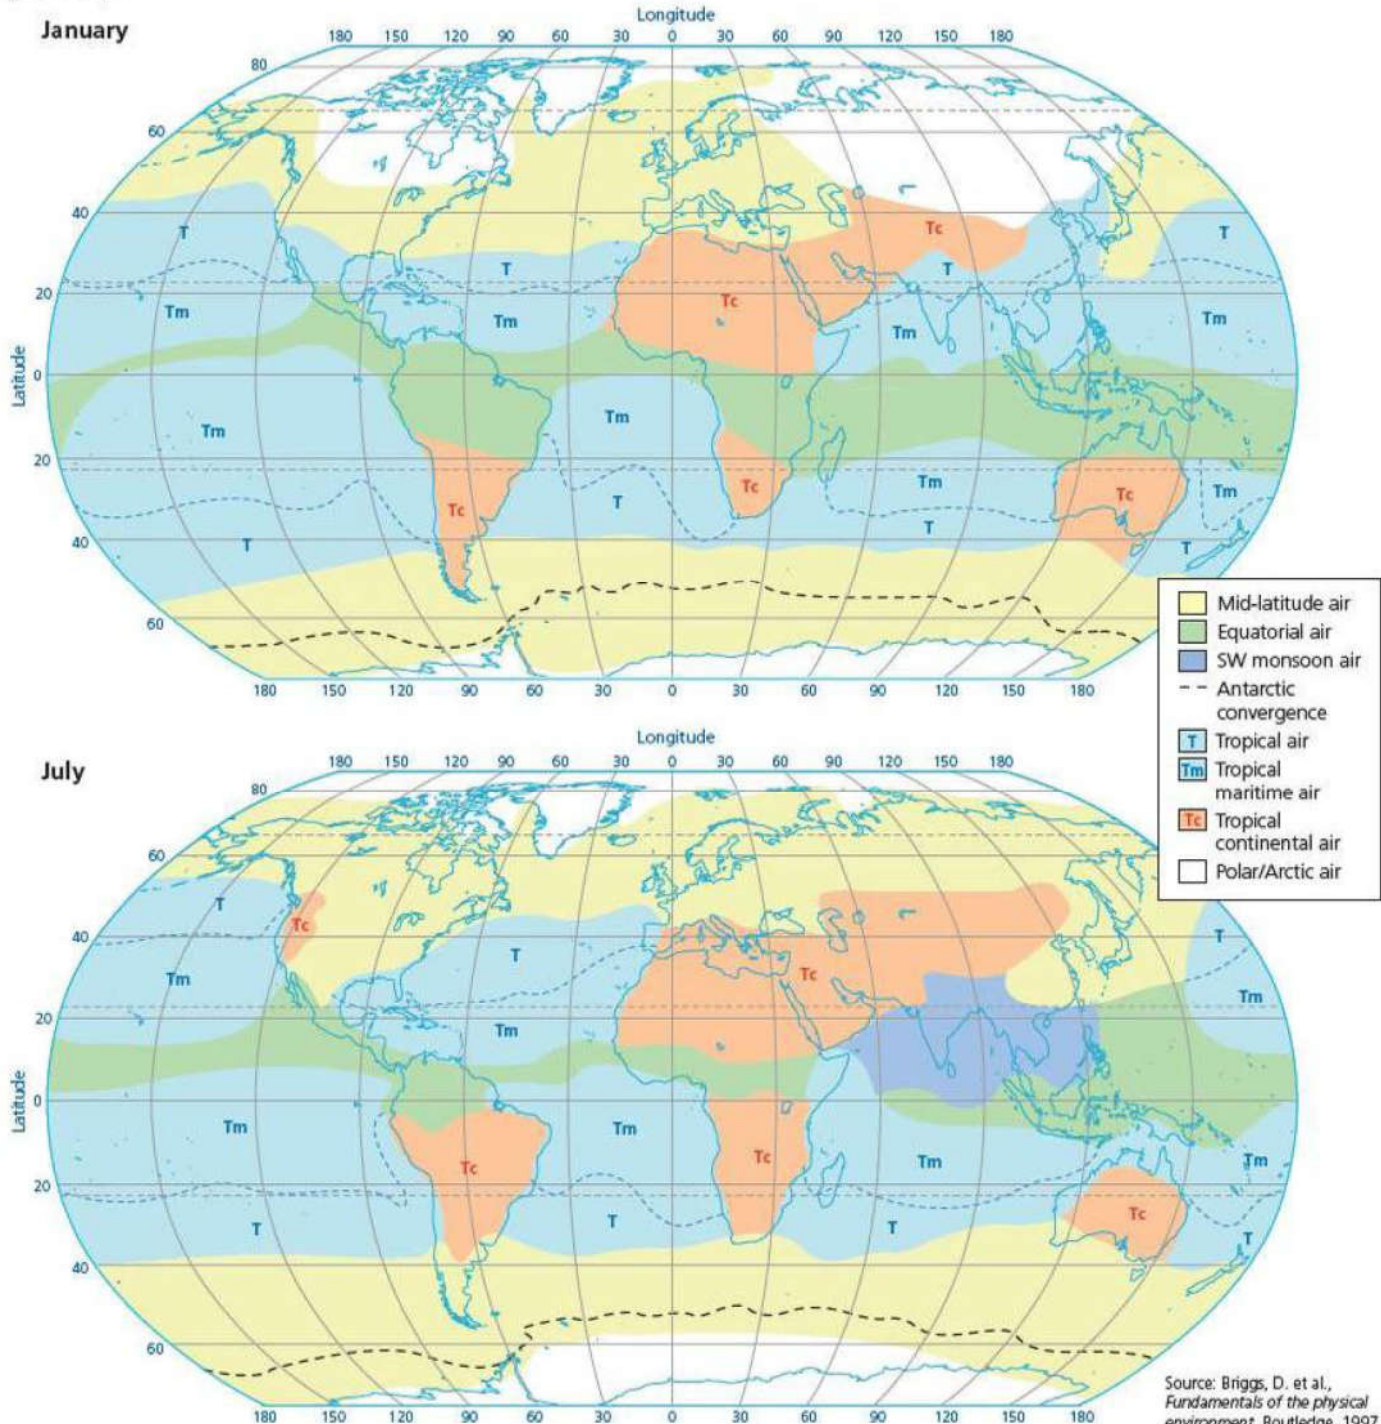 Longitude
January
180 150 120 90 60 30 0 30 60 90 120 150 180
80
60
40
20
Latitude
0
20
40
60
T
T
T
T
Tc
Tc
Tm
Tm
Tm
Tm
Tm
Tm
Tm
Tm
Tc
Tc
Tc
T
T
T
T
180 150 120 90 60 30 0 30 60 90 120 150 180
Mid-latitude air
Equatorial air
SW monsoon air
Antarctic
convergence
T Tropical air
Tm Tropical
maritime air
Tc Tropical
continental air
Polar/Arctic air
Longitude
July
180 150 120 90 60 30 0 30 60 90 120 150 180
80
60
40
20
Latitude
0
20
40
60
T
Tc
T
T
Tm
Tc
Tm
Tm
Tm
Tm
Tc
Tc
Tm
Tm
Tc
T
T
T
T
180 150 120 90 60 30 0 30 60 90 120 150 180
Source: Briggs, D. et al.,
Fundamentals of the physical
environment, Routledge, 1997